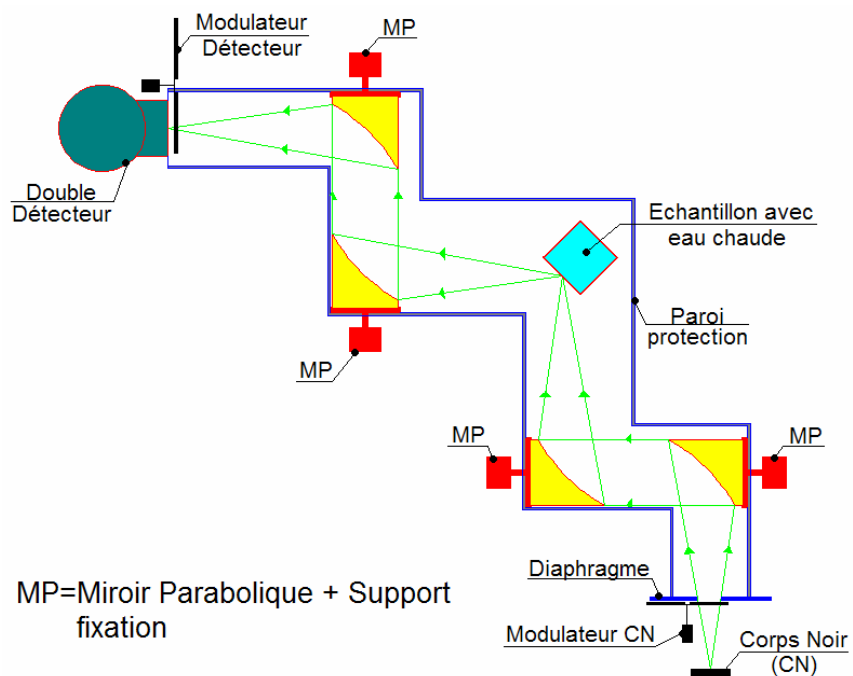 Modulateur
Détecteur
MP
Double
Détecteur
Echantillon avec
eau chaude
Paroi
protection
MP
MP
MP
Diaphragme
MP=Miroir Parabolique + Support
fixation
Modulateur CN
Corps Noir
(CN)